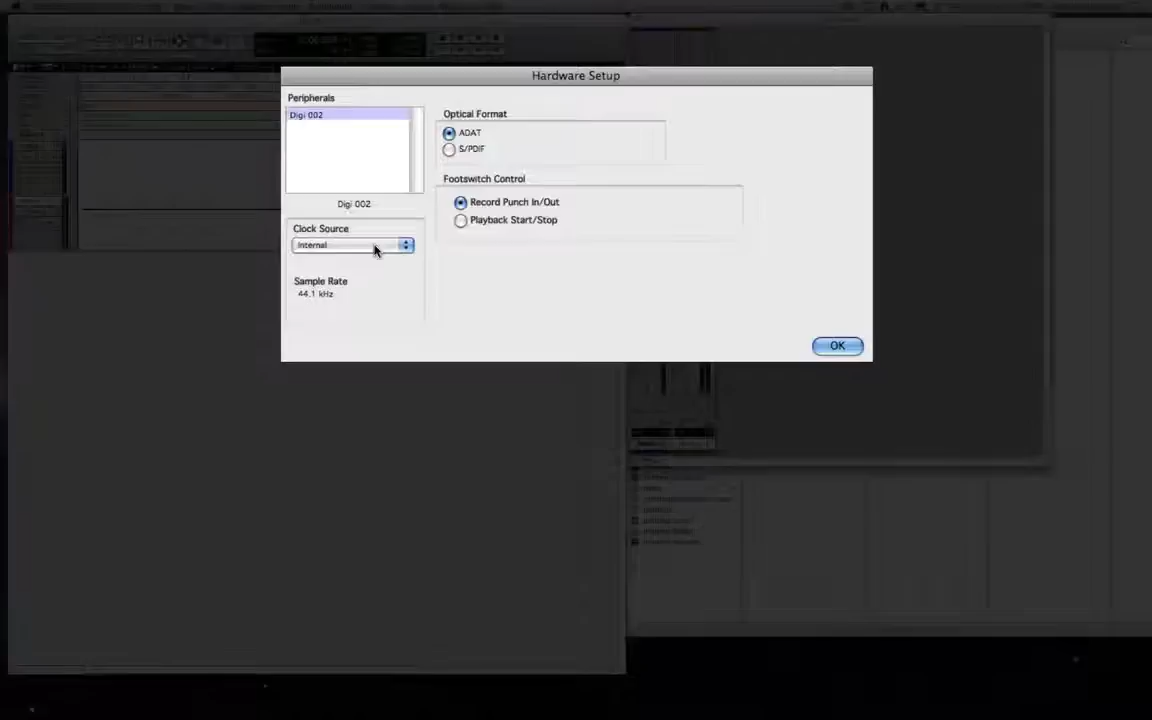 Hardware Setup
Peripherals
Digi 002
Digi 002
Clock Source
Internal
Sample Rate
44.1 kHz
Optical Format
ADAT
S/PDIF
Footswitch Control
Record Punch In/Out
Playback Start/Stop
OK